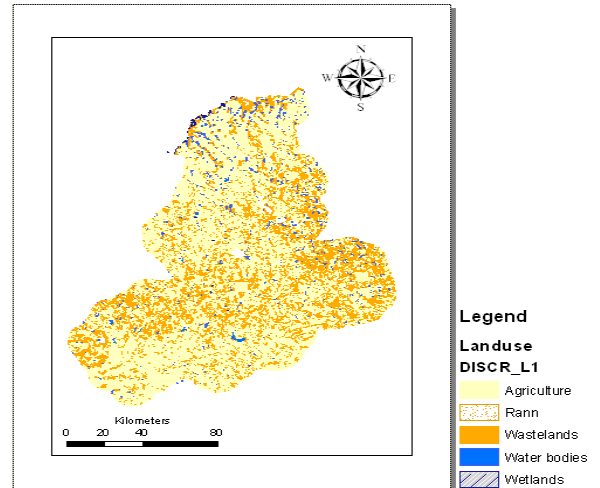 N
W E
S
Kilometers
0 20 40 80
Legend
Landuse
DISCR_L1
Agriculture
Rann
Wastelands
Water bodies
Wetlands